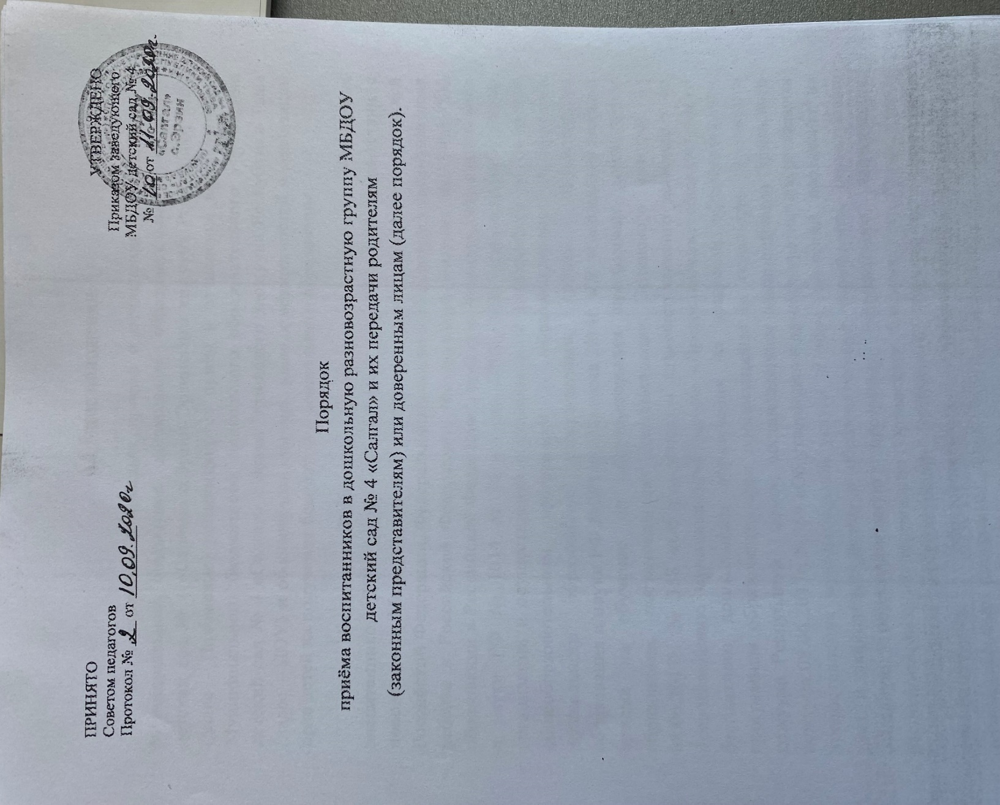 ПРИНЯТО
Советом педагогов
Протокол № 2 от 10.09.2020г
УТВЕРЖДЕНО
Приказом заведующего
МБДОУ детский сад № 4
№ 10 от 11.09.2020г.
«Салгал»
с.Эрзин
Порядок
приёма воспитанников в дошкольную разновозрастную группу МБДОУ
детский сад № 4 «Салгал» и их передачи родителям
(законным представителям) или доверенным лицам (далее порядок).